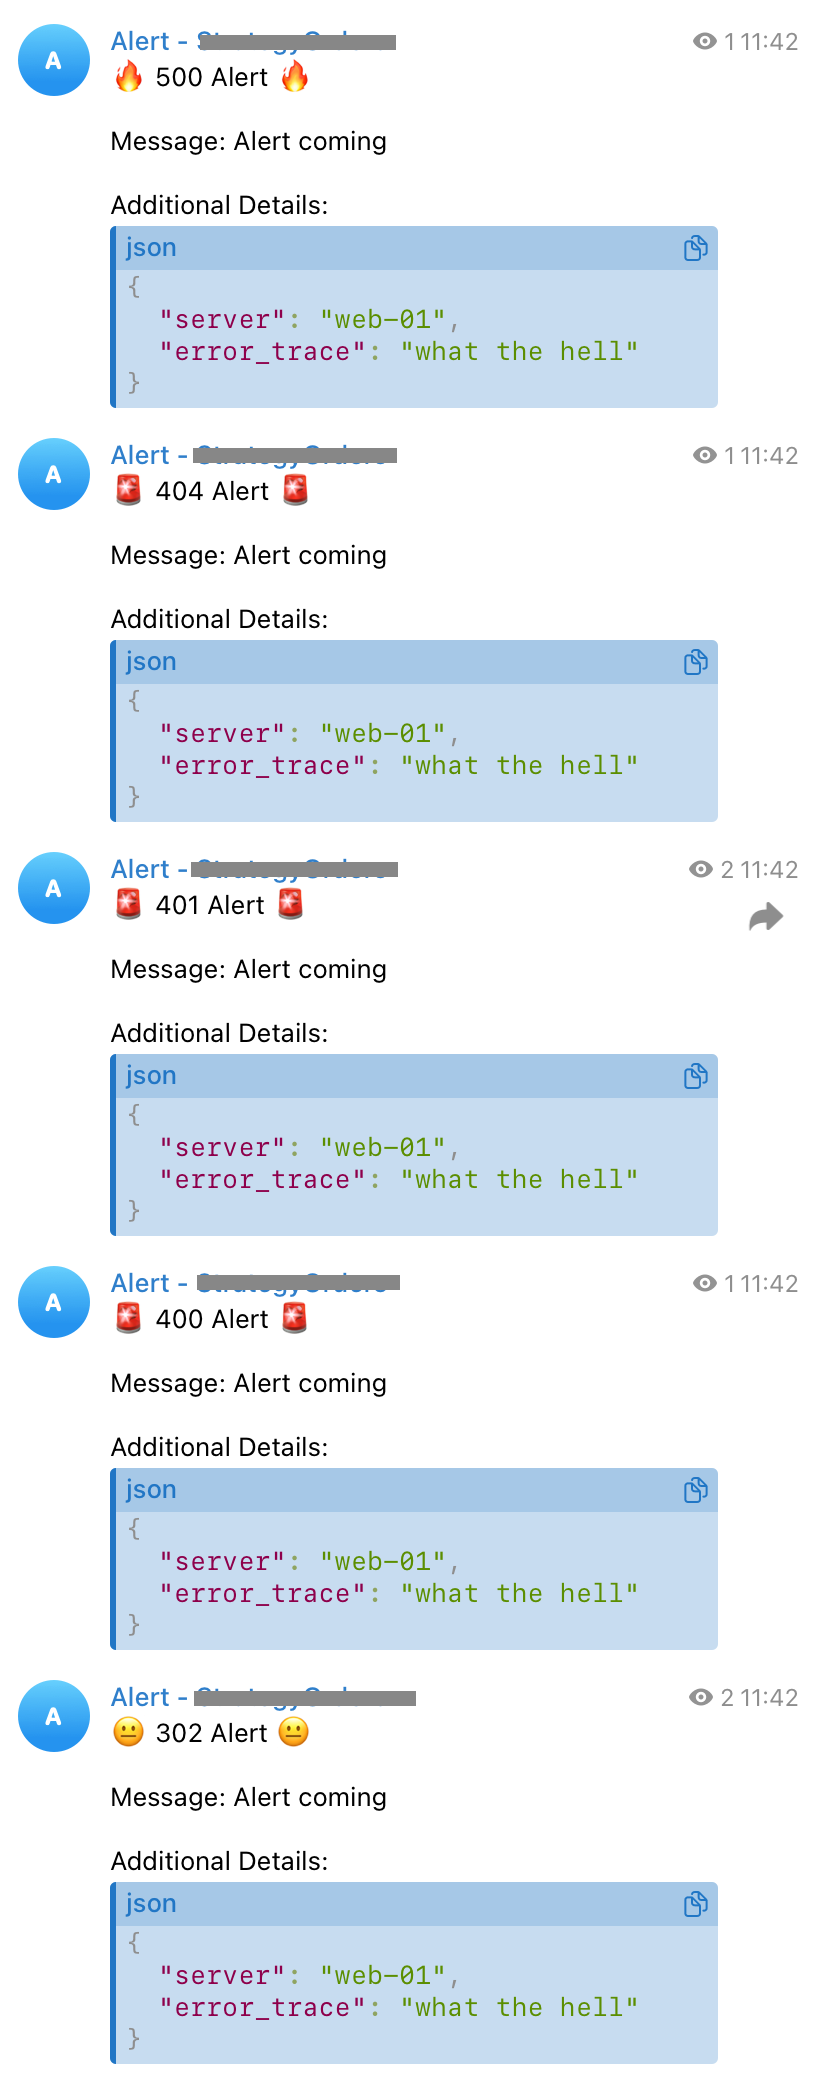 A
Alert -
1 11:42
🔥 500 Alert 🔥
Message: Alert coming
Additional Details:
json
{
"server": "web-01",
"error_trace": "what the hell"
}
A
Alert -
1 11:42
🚨 404 Alert 🚨
Message: Alert coming
Additional Details:
json
{
"server": "web-01",
"error_trace": "what the hell"
}
A
Alert -
2 11:42
🚨 401 Alert 🚨
Message: Alert coming
Additional Details:
json
{
"server": "web-01",
"error_trace": "what the hell"
}
A
Alert -
1 11:42
🚨 400 Alert 🚨
Message: Alert coming
Additional Details:
json
{
"server": "web-01",
"error_trace": "what the hell"
}
A
Alert -
2 11:42
😐 302 Alert 😐
Message: Alert coming
Additional Details:
json
{
"server": "web-01",
"error_trace": "what the hell"
}